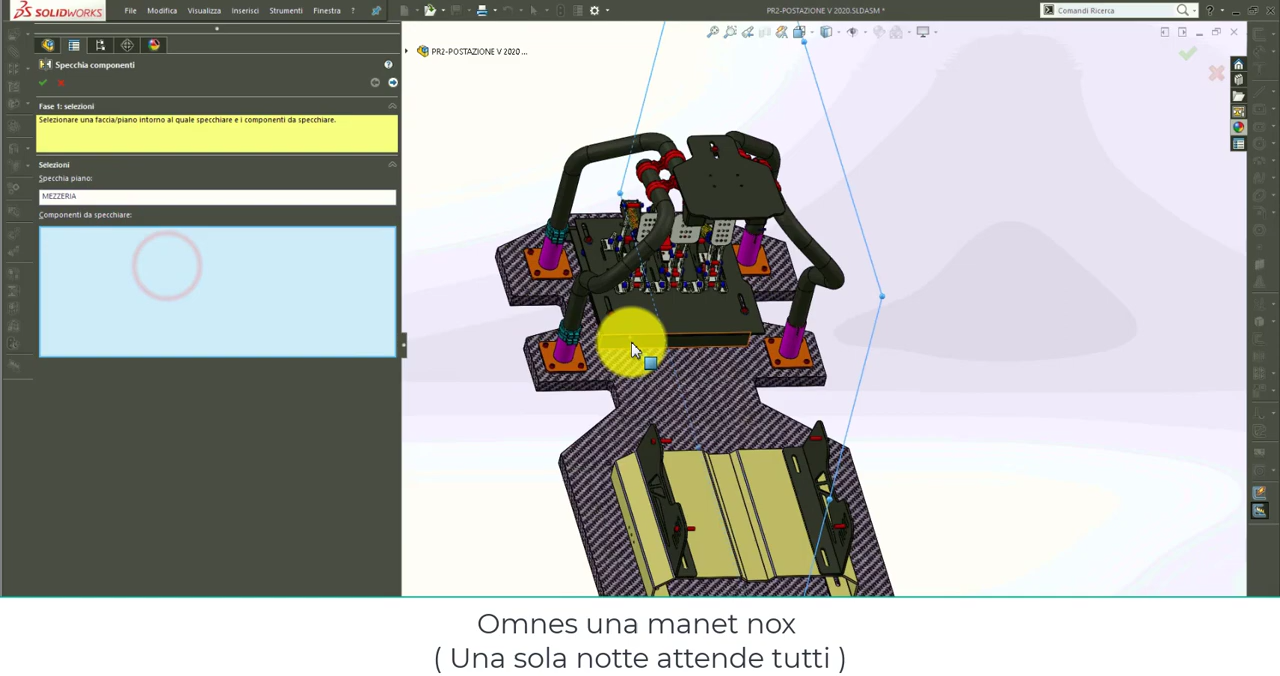 SOLIDWORKS
File Modifica Visualizza Inserisci Strumenti Finestra ?
PR2-POSTAZIONE V 2020.SLDASM *
Comandi Ricerca
Specchia componenti
Fase 1: selezioni
Selezionare una faccia/piano intorno al quale specchiare e i componenti da specchiare.
Selezioni
Specchia piano:
MEZZERIA
Componenti da specchiare:
PR2-POSTAZIONE V 2020 ...
Omnes una manet nox
( Una sola notte attende tutti )